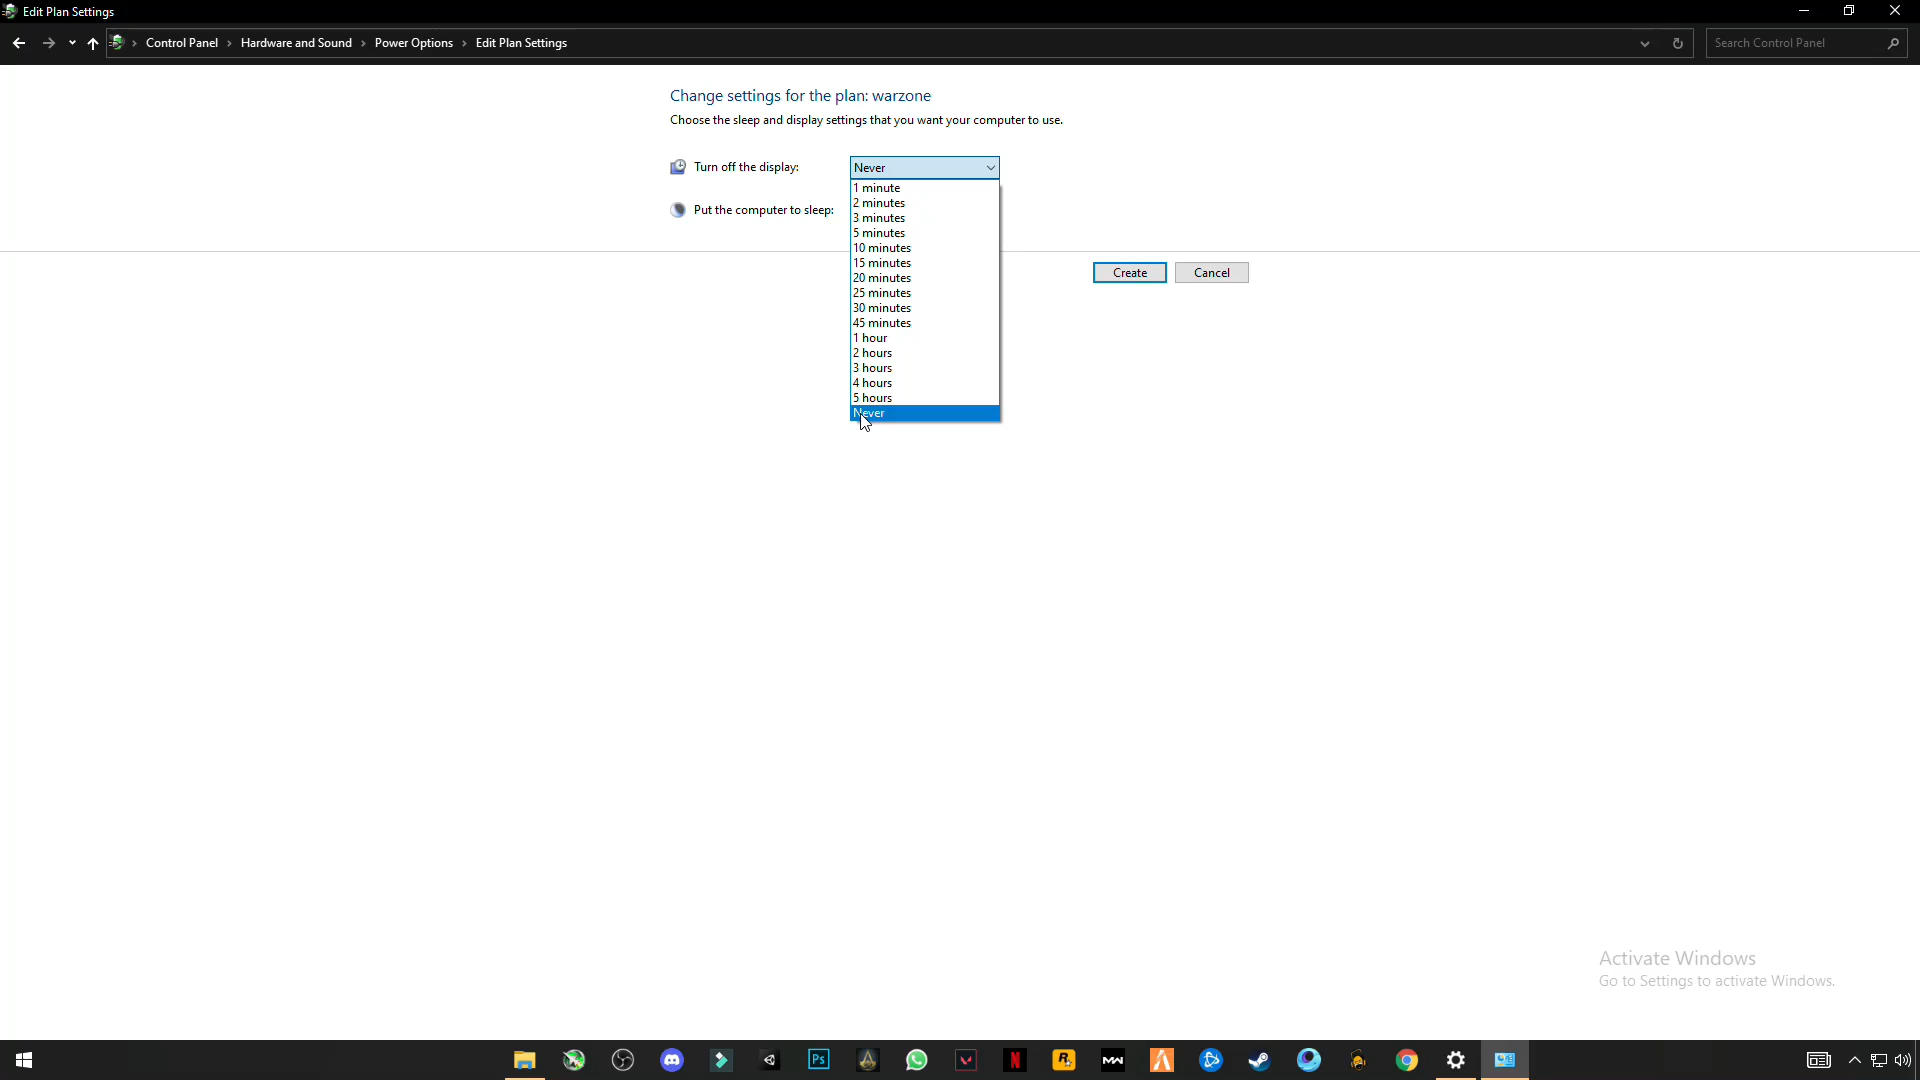 Edit Plan Settings
Control Panel > Hardware and Sound > Power Options > Edit Plan Settings
Search Control Panel
Change settings for the plan: warzone
Choose the sleep and display settings that you want your computer to use.
Turn off the display:
Never
1 minute
2 minutes
3 minutes
Put the computer to sleep:
5 minutes
10 minutes
15 minutes
20 minutes
25 minutes
30 minutes
45 minutes
1 hour
2 hours
3 hours
4 hours
5 hours
Never
Create
Cancel
Activate Windows
Go to Settings to activate Windows.
Ps
N
R
MW